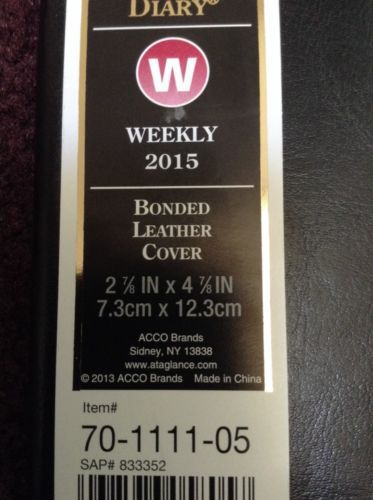 DIARY®
W
WEEKLY
2015
BONDED
LEATHER
COVER
2 ⅞ IN x 4 ⅞ IN
7.3cm x 12.3cm
ACCO Brands
Sidney, NY 13838
www.ataglance.com
© 2013 ACCO Brands Made in China
Item#
70-1111-05
SAP# 833352